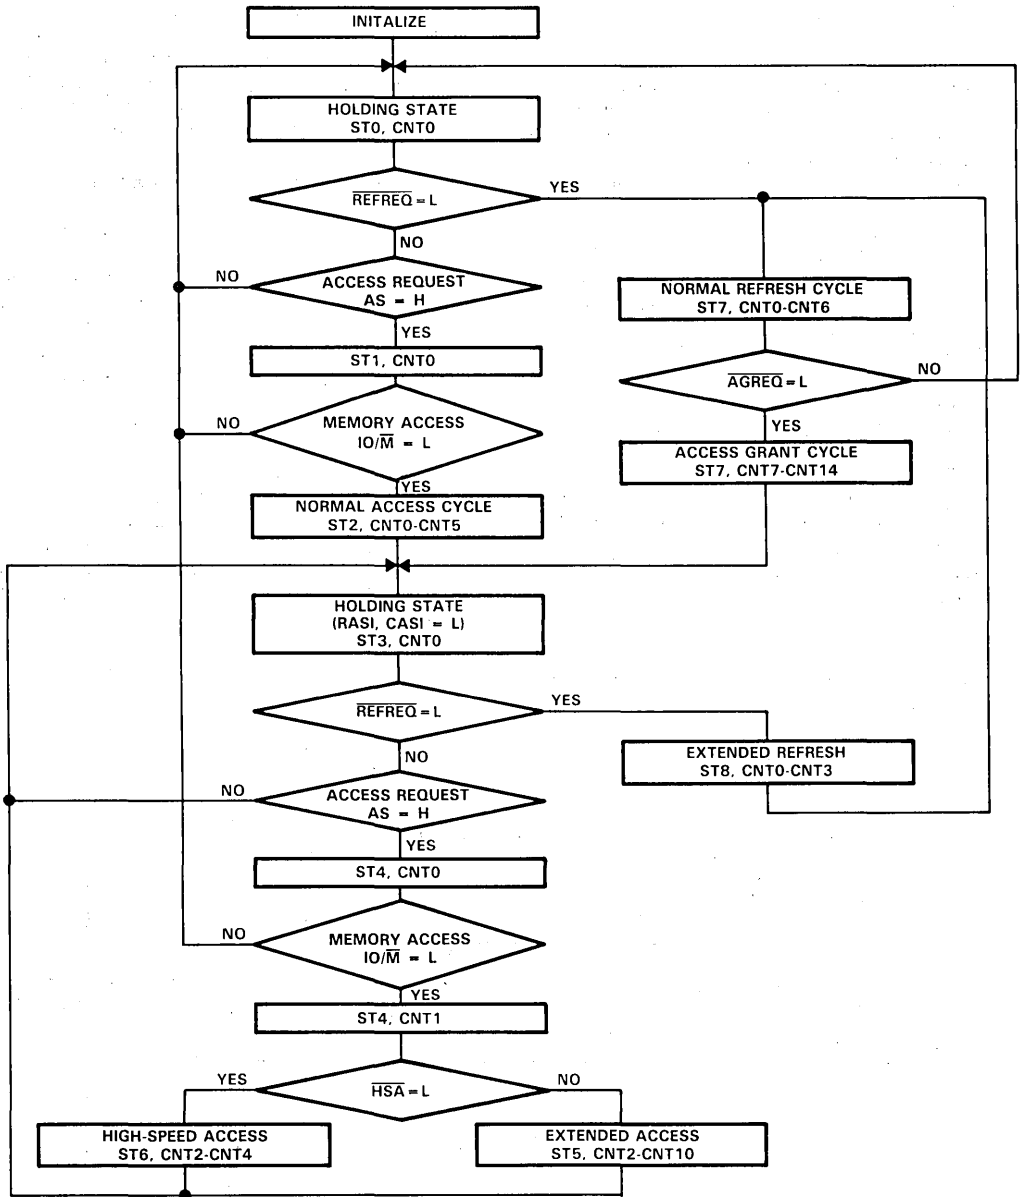 INITALIZE
HOLDING STATE
ST0, CNT0
REFREQ = L
YES
NO
NO
ACCESS REQUEST
AS = H
YES
NORMAL REFRESH CYCLE
ST7, CNT0-CNT6
ST1, CNT0
AGREQ = L
NO
NO
MEMORY ACCESS
IO/M = L
YES
YES
ACCESS GRANT CYCLE
ST7, CNT7-CNT14
NORMAL ACCESS CYCLE
ST2, CNT0-CNT5
HOLDING STATE
(RASI, CASI = L)
ST3, CNT0
REFREQ = L
YES
NO
EXTENDED REFRESH
ST8, CNT0-CNT3
NO
ACCESS REQUEST
AS = H
YES
ST4, CNT0
NO
MEMORY ACCESS
IO/M = L
YES
ST4, CNT1
YES
HSA = L
NO
HIGH-SPEED ACCESS
ST6, CNT2-CNT4
EXTENDED ACCESS
ST5, CNT2-CNT10